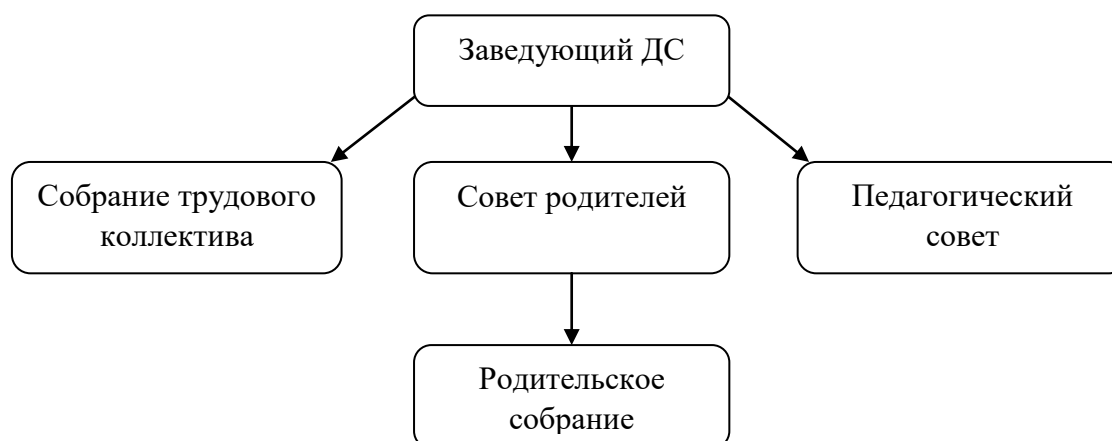 Заведующий ДС
Собрание трудового
коллектива
Совет родителей
Педагогический
совет
Родительское
собрание